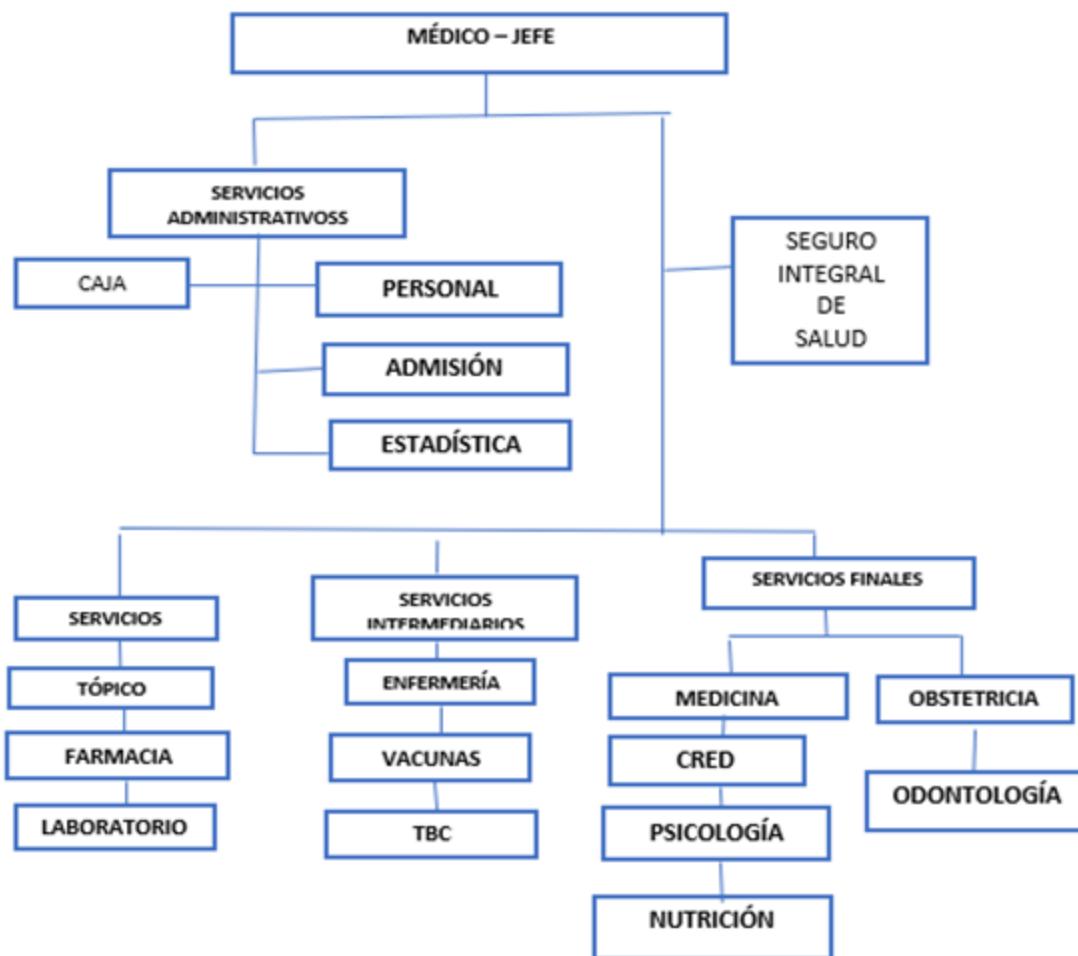 MÉDICO – JEFE
SERVICIOS
ADMINISTRATIVOSS
CAJA
PERSONAL
ADMISIÓN
ESTADÍSTICA
SEGURO
INTEGRAL
DE
SALUD
SERVICIOS
TÓPICO
FARMACIA
LABORATORIO
SERVICIOS
INTERMEDIARIOS
ENFERMERÍA
VACUNAS
TBC
SERVICIOS FINALES
MEDICINA
CRED
PSICOLOGÍA
NUTRICIÓN
OBSTETRICIA
ODONTOLOGÍA